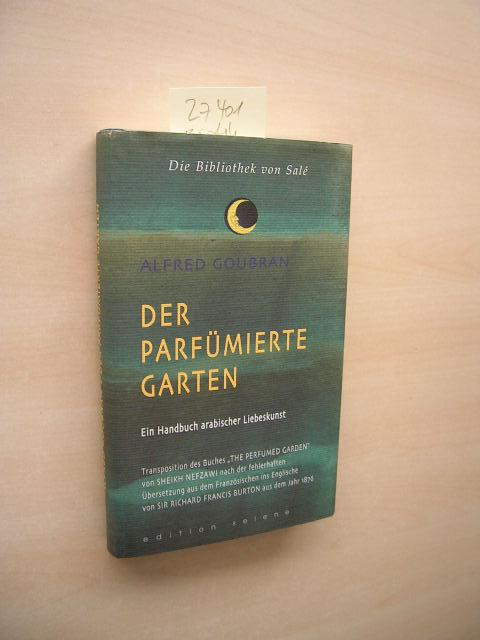 27401
Die Bibliothek von Salé
ALFRED GOUBRAN
DER
PARFÜMIERTE
GARTEN
Ein Handbuch arabischer Liebeskunst
Transposition des Buches „THE PERFUMED GARDEN"
von SHEIKH NEFZAWI nach der fehlerhaften
Übersetzung aus dem Französischen ins Englische
von SIR RICHARD FRANCIS BURTON aus dem Jahr 1876
edition selene